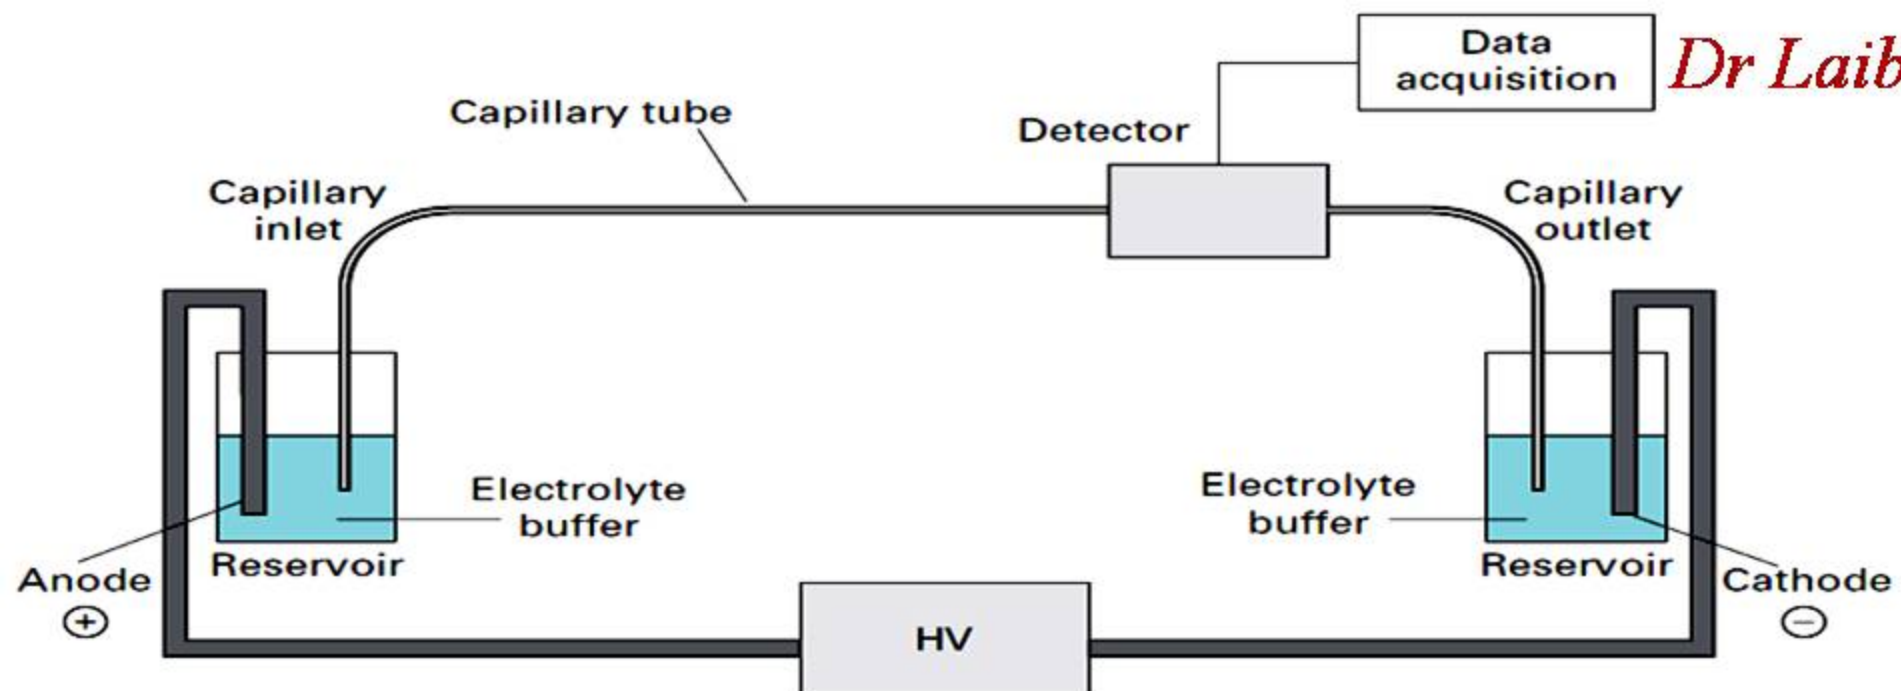 Data
acquisition
Dr Laib
Capillary tube
Detector
Capillary
inlet
Capillary
outlet
Electrolyte
buffer
Electrolyte
buffer
Reservoir
Reservoir
Anode
+
Cathode
−
HV